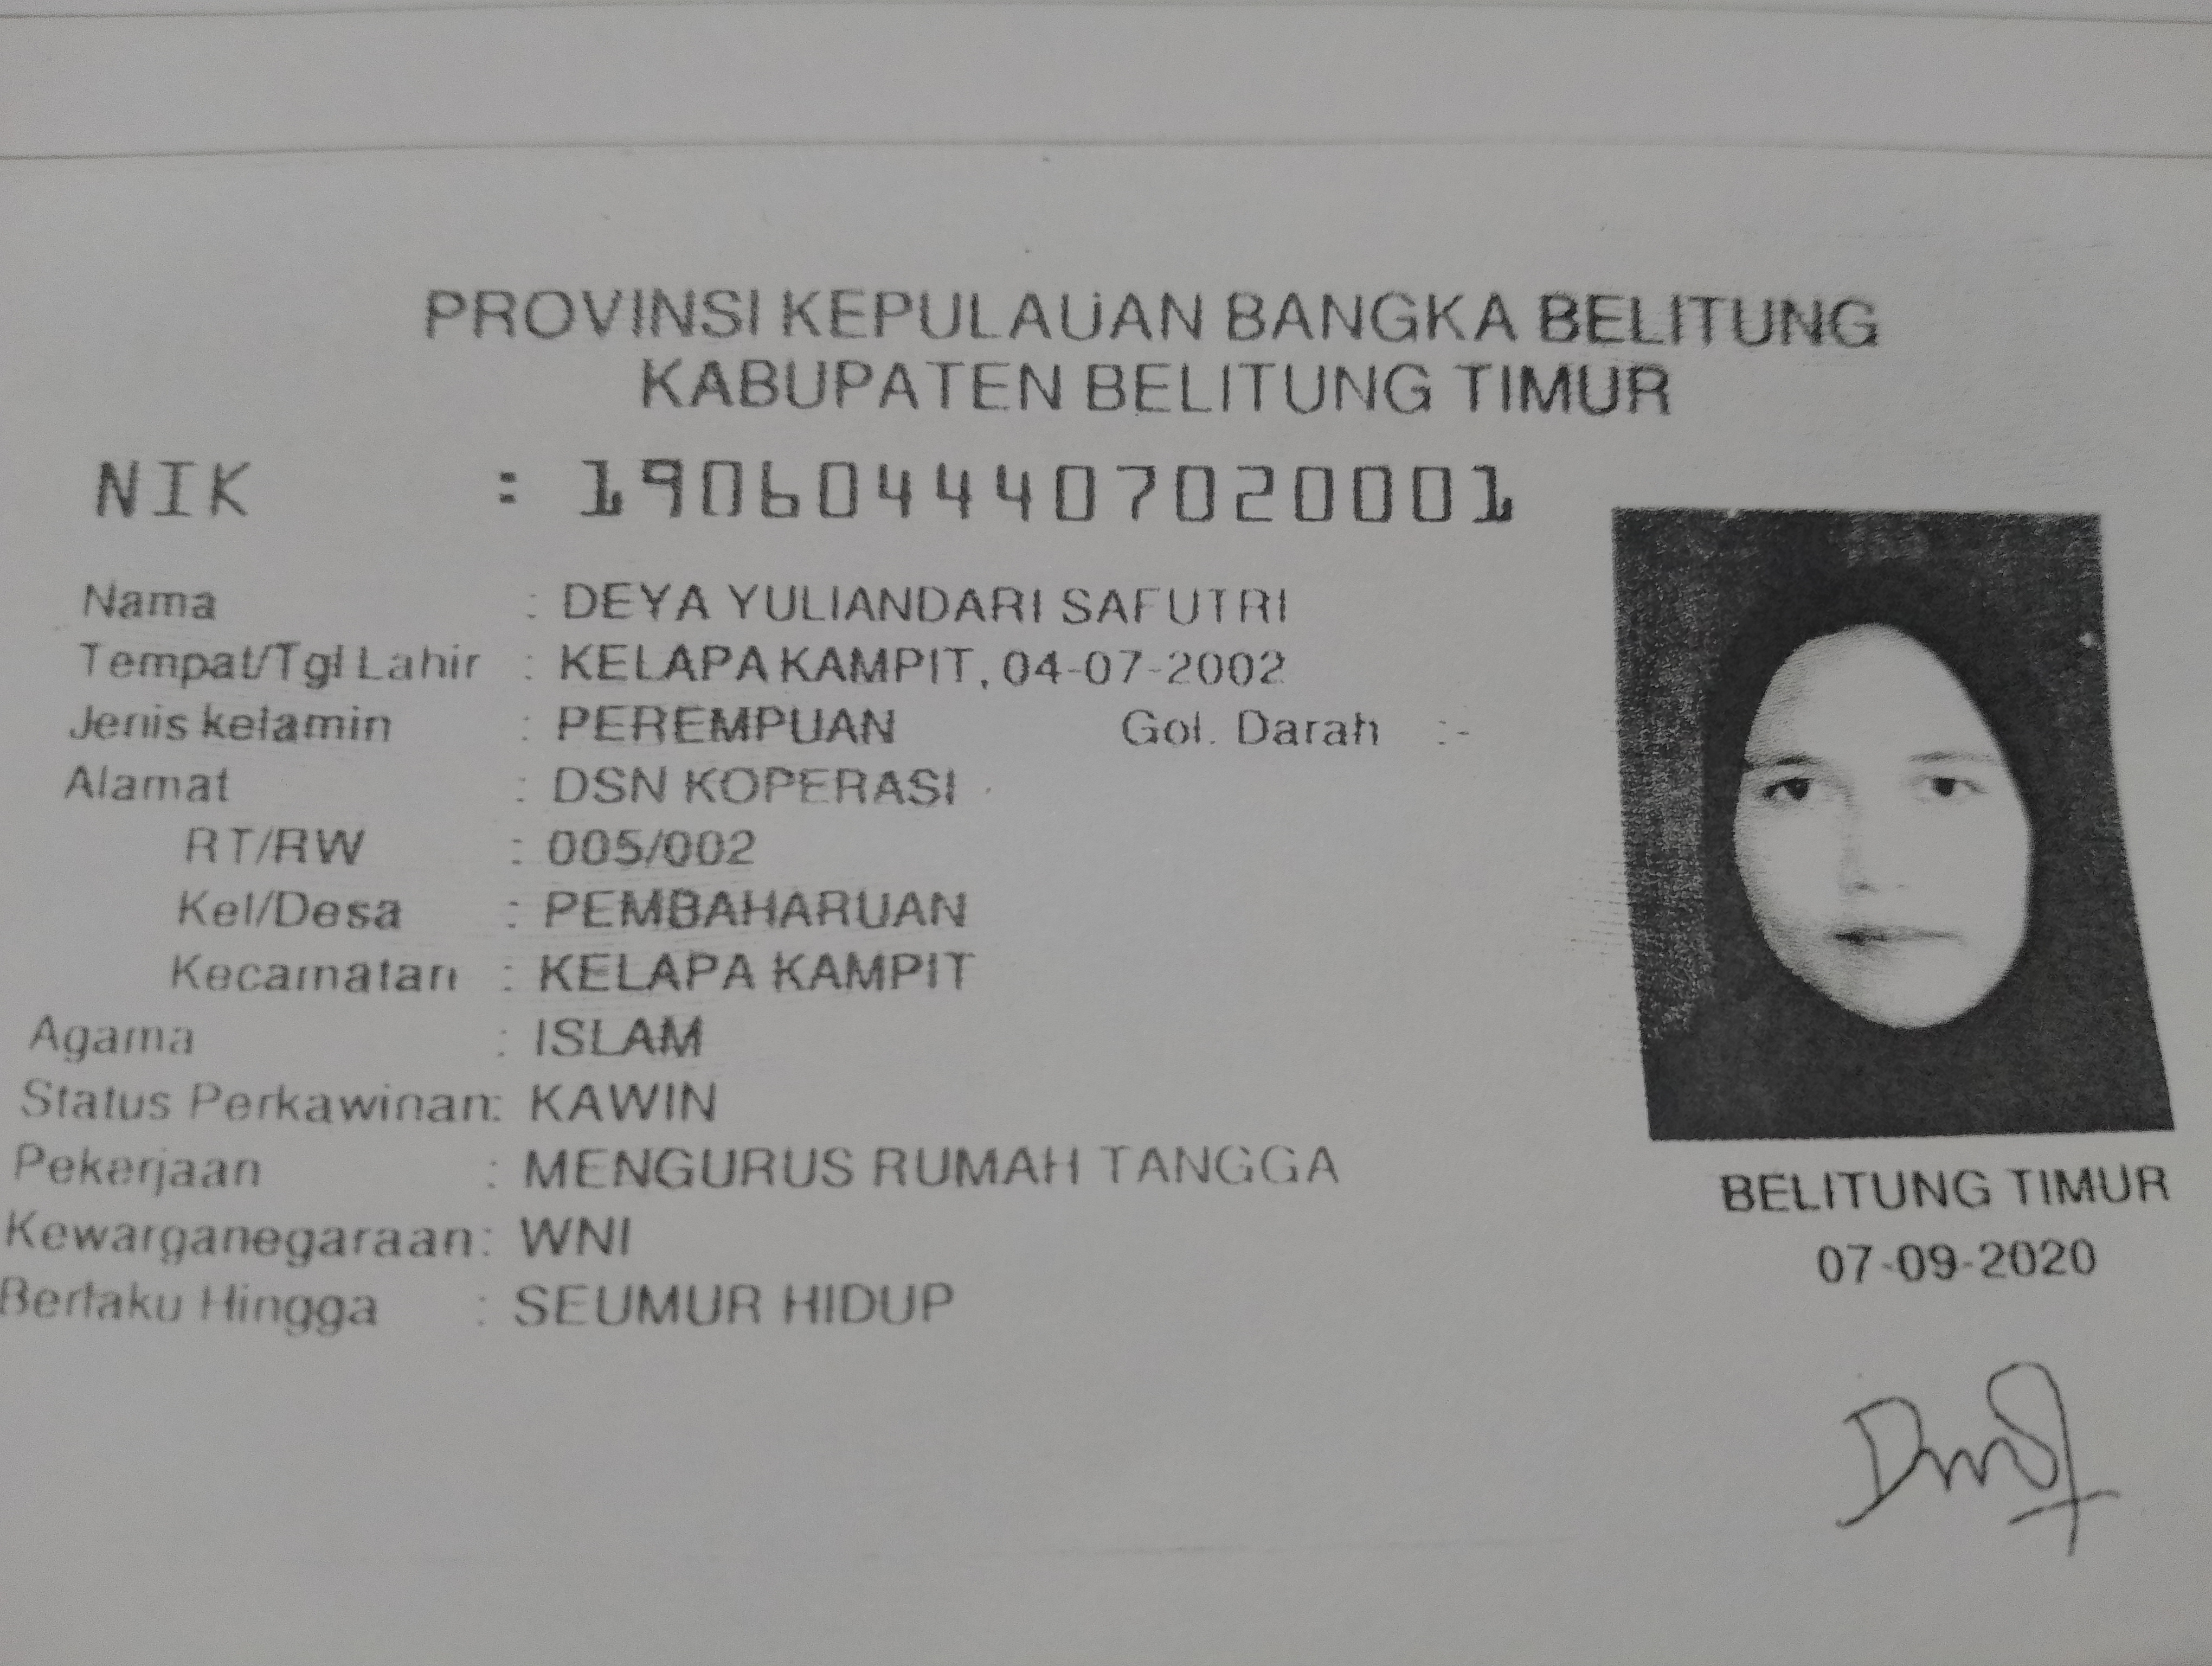 PROVINSI KEPULAUAN BANGKA BELITUNG
KABUPATEN BELITUNG TIMUR
NIK : 1906044407020001
Nama : DEYA YULIANDARI SAFUTRI
Tempat/Tgl Lahir : KELAPA KAMPIT, 04-07-2002
Jenis kelamin : PEREMPUAN Gol. Darah :-
Alamat : DSN KOPERASI
RT/RW : 005/002
Kel/Desa : PEMBAHARUAN
Kecamatan : KELAPA KAMPIT
Agama : ISLAM
Status Perkawinan: KAWIN
Pekerjaan : MENGURUS RUMAH TANGGA
Kewarganegaraan: WNI
Berlaku Hingga : SEUMUR HIDUP
BELITUNG TIMUR
07-09-2020